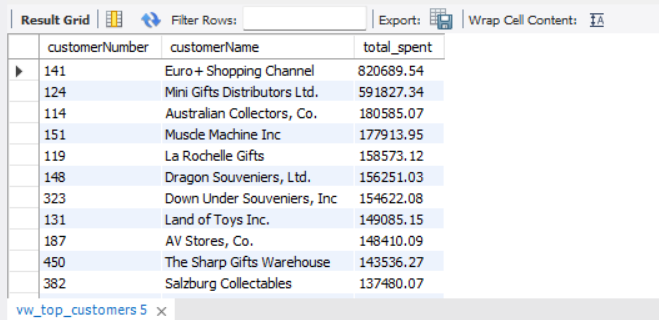 Result Grid Filter Rows: Export: Wrap Cell Content: IA
customerNumber customerName total_spent
141 Euro+ Shopping Channel 820689.54
124 Mini Gifts Distributors Ltd. 591827.34
114 Australian Collectors, Co. 180585.07
151 Muscle Machine Inc 177913.95
119 La Rochelle Gifts 158573.12
148 Dragon Souveniers, Ltd. 156251.03
323 Down Under Souveniers, Inc 154622.08
131 Land of Toys Inc. 149085.15
187 AV Stores, Co. 148410.09
450 The Sharp Gifts Warehouse 143536.27
382 Salzburg Collectables 137480.07
vw_top_customers 5 ×